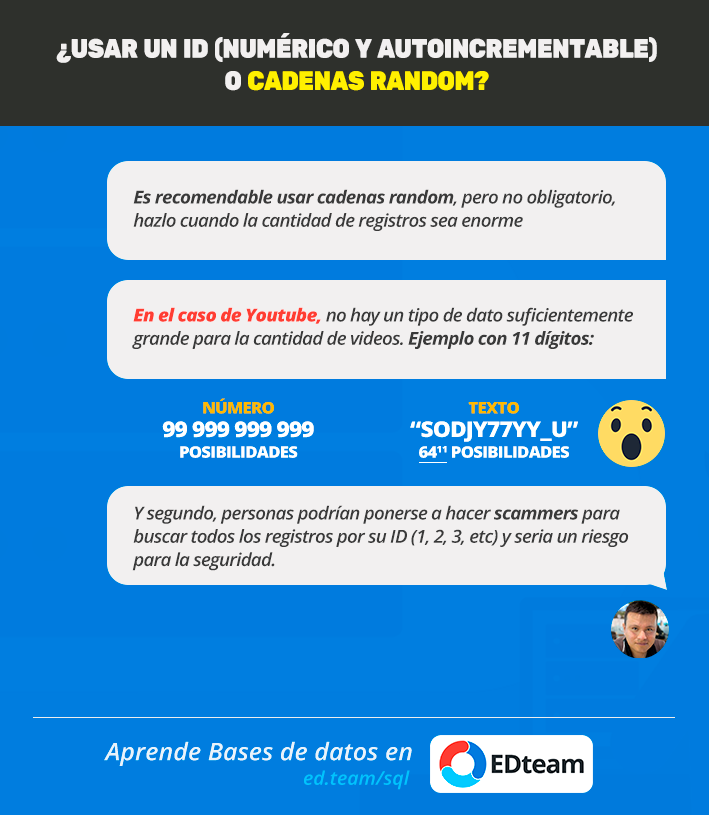 ¿USAR UN ID (NUMÉRICO Y AUTOINCREMENTABLE)
O CADENAS RANDOM?
Es recomendable usar cadenas random, pero no obligatorio,
hazlo cuando la cantidad de registros sea enorme
En el caso de Youtube, no hay un tipo de dato suficientemente
grande para la cantidad de videos. Ejemplo con 11 dígitos:
NÚMERO
99 999 999 999
POSIBILIDADES
TEXTO
“SODJY77YY_U”
64¹¹ POSIBILIDADES
Y segundo, personas podrían ponerse a hacer scammers para
buscar todos los registros por su ID (1, 2, 3, etc) y seria un riesgo
para la seguridad.
Aprende Bases de datos en
ed.team/sql
EDteam